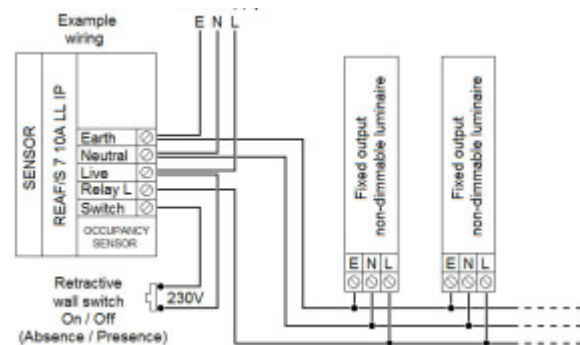 Example
wiring
E N L
SENSOR
REAF/S 7 10A LL IP
Earth
Neutral
Live
Relay L
Switch
OCCUPANCY
SENSOR
Retractive
wall switch
On / Off
(Absence / Presence)
230V
Fixed output
non-dimmable luminaire
E N L
Fixed output
non-dimmable luminaire
E N L